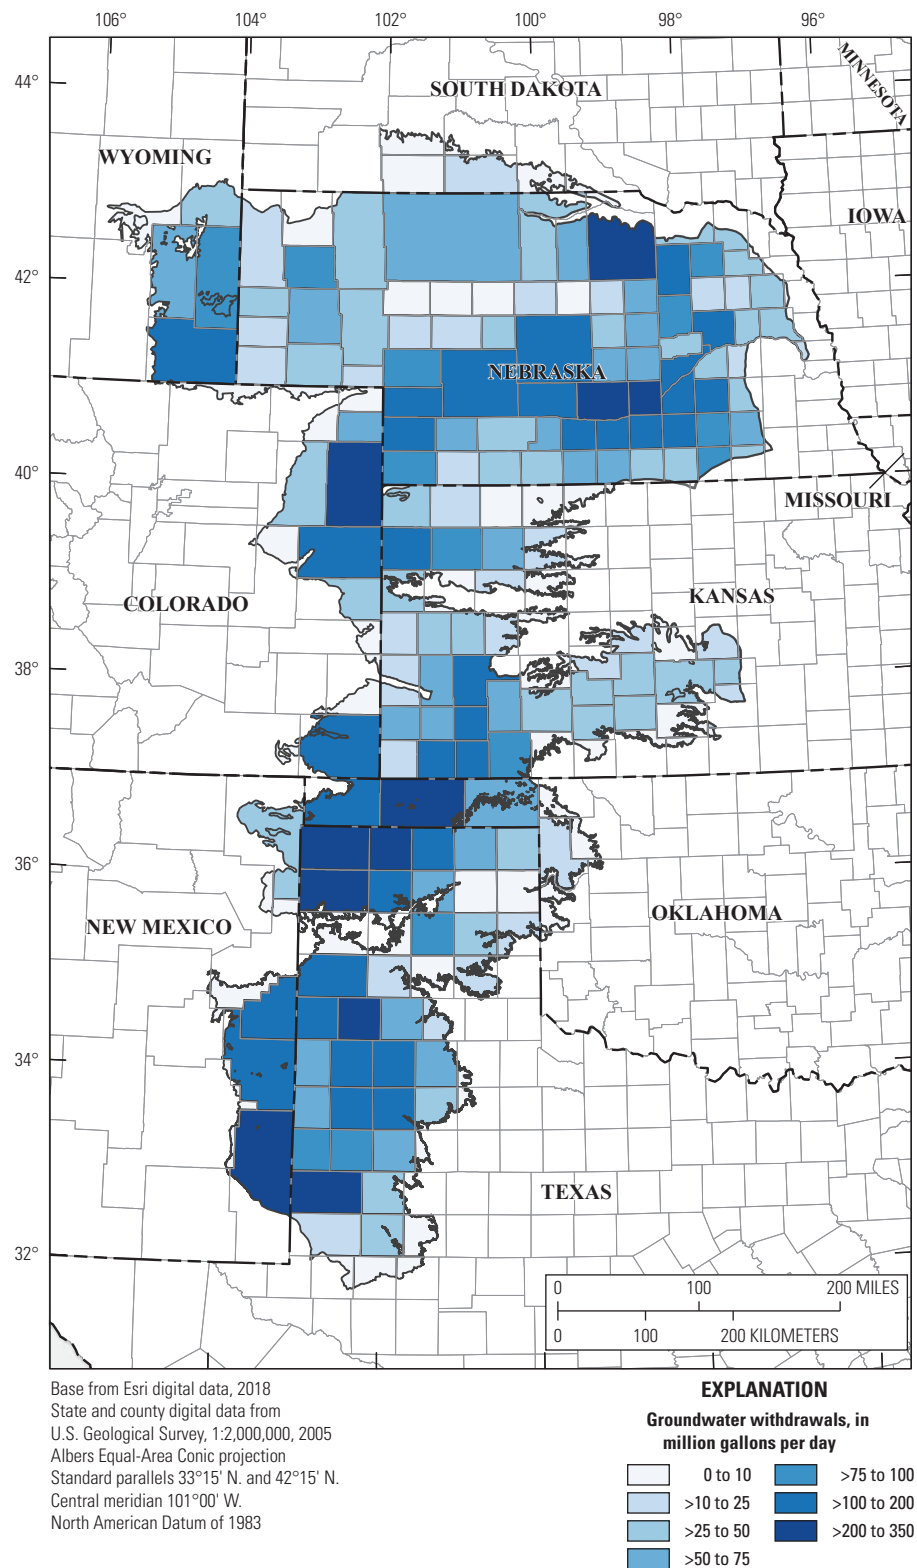 106° 104° 102° 100° 98° 96°
44°
SOUTH DAKOTA
MINNESOTA
WYOMING
IOWA
42°
NEBRASKA
40°
MISSOURI
COLORADO
KANSAS
38°
36°
NEW MEXICO
OKLAHOMA
34°
TEXAS
32°
0 100 200 MILES
0 100 200 KILOMETERS
Base from Esri digital data, 2018
State and county digital data from
U.S. Geological Survey, 1:2,000,000, 2005
Albers Equal-Area Conic projection
Standard parallels 33°15' N. and 42°15' N.
Central meridian 101°00' W.
North American Datum of 1983
EXPLANATION
Groundwater withdrawals, in
million gallons per day
0 to 10
>10 to 25
>25 to 50
>50 to 75
>75 to 100
>100 to 200
>200 to 350